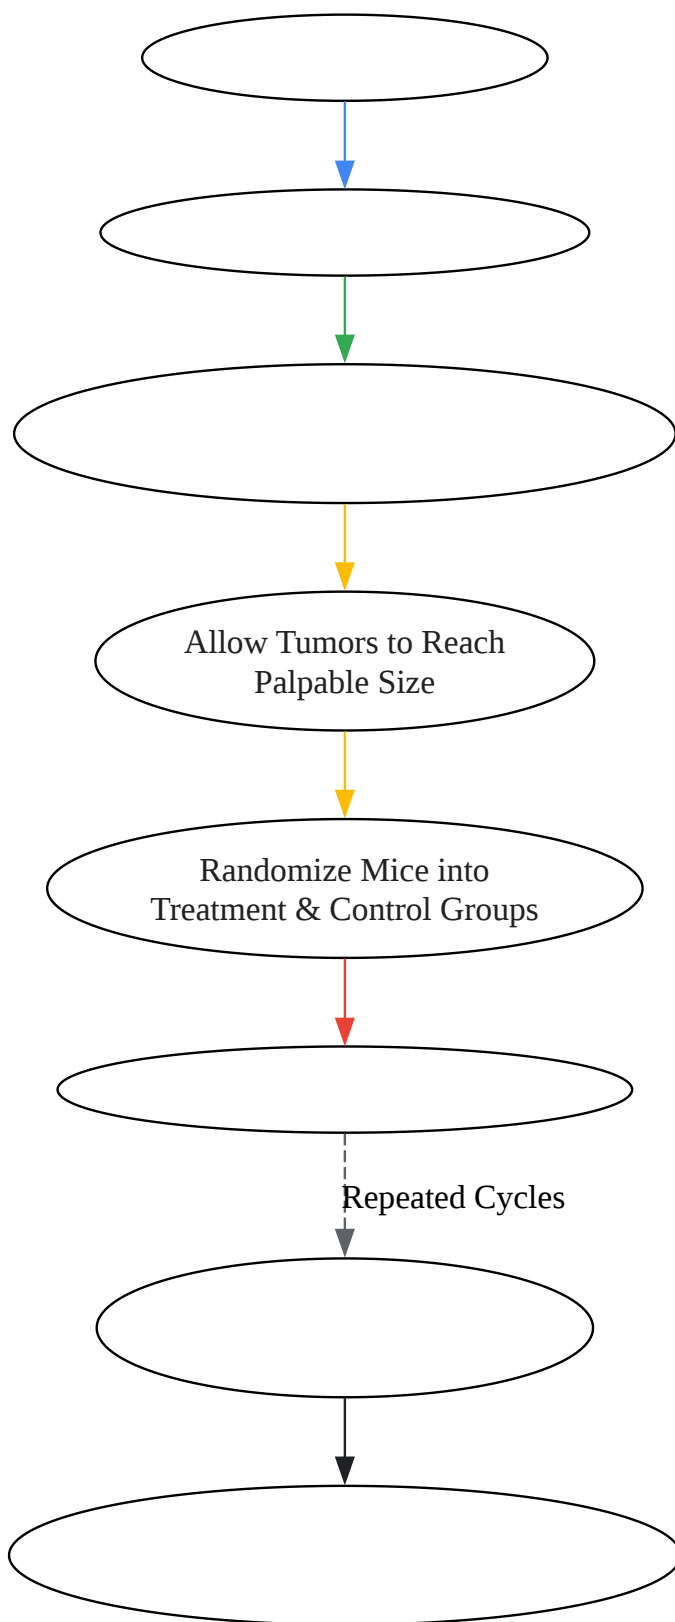 Allow Tumors to Reach
Palpable Size
Randomize Mice into
Treatment & Control Groups
Repeated Cycles